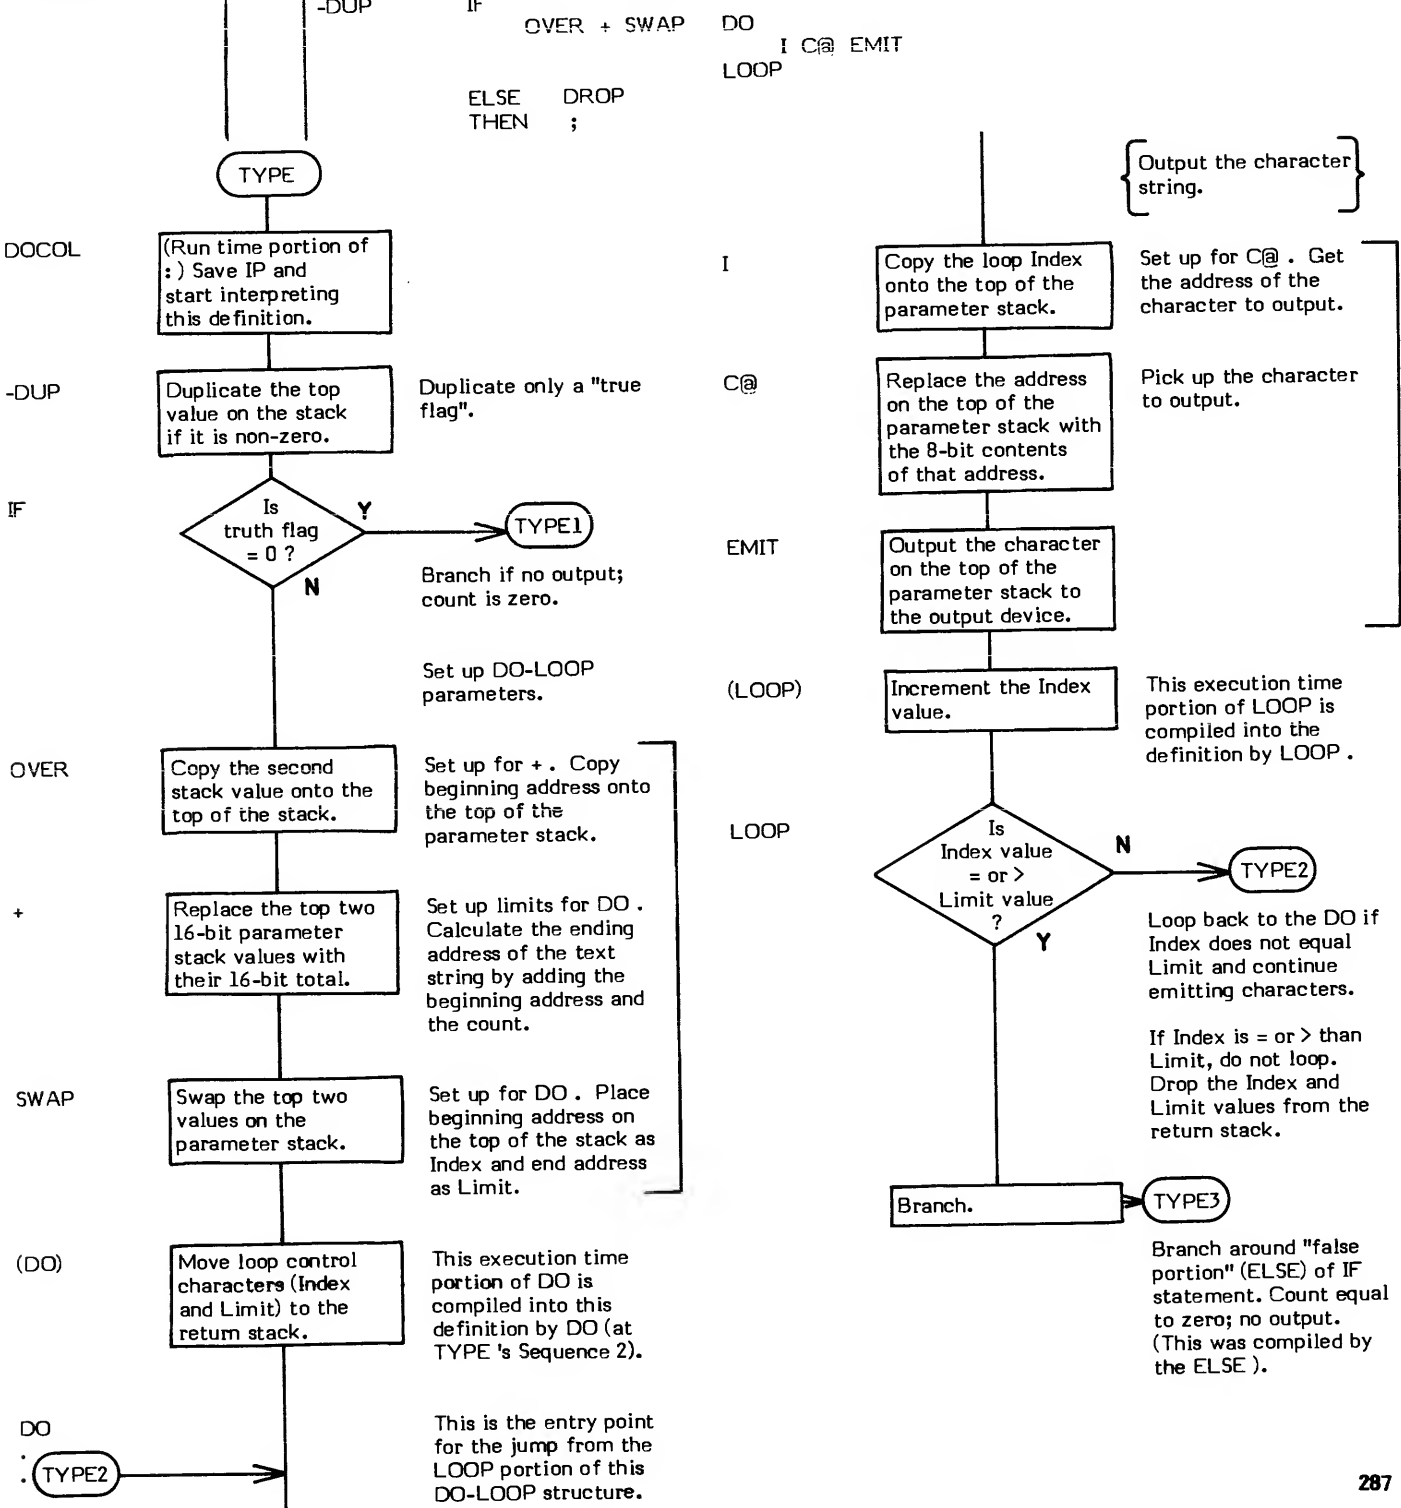 -DUP IF
OVER + SWAP DO
I C@ EMIT
LOOP
ELSE DROP
THEN ;
TYPE
DOCOL
(Run time portion of
: ) Save IP and
start interpreting
this definition.
-DUP
Duplicate the top
value on the stack
if it is non-zero.
Duplicate only a "true
flag".
IF
Is
truth flag
= 0 ?
Y
N
TYPE1
Branch if no output;
count is zero.
Set up DO-LOOP
parameters.
OVER
Copy the second
stack value onto the
top of the stack.
Set up for + . Copy
beginning address onto
the top of the
parameter stack.
+
Replace the top two
16-bit parameter
stack values with
their 16-bit total.
Set up limits for DO .
Calculate the ending
address of the text
string by adding the
beginning address and
the count.
SWAP
Swap the top two
values on the
parameter stack.
Set up for DO . Place
beginning address on
the top of the stack as
Index and end address
as Limit.
(DO)
Move loop control
characters (Index
and Limit) to the
return stack.
This execution time
portion of DO is
compiled into this
definition by DO (at
TYPE 's Sequence 2).
DO
:
TYPE2
This is the entry point
for the jump from the
LOOP portion of this
DO-LOOP structure.
Output the character
string.
I
Copy the loop Index
onto the top of the
parameter stack.
Set up for C@ . Get
the address of the
character to output.
C@
Replace the address
on the top of the
parameter stack with
the 8-bit contents
of that address.
Pick up the character
to output.
EMIT
Output the character
on the top of the
parameter stack to
the output device.
(LOOP)
Increment the Index
value.
This execution time
portion of LOOP is
compiled into the
definition by LOOP .
LOOP
Is
Index value
= or >
Limit value
?
N
Y
TYPE2
Loop back to the DO if
Index does not equal
Limit and continue
emitting characters.
If Index is = or > than
Limit, do not loop.
Drop the Index and
Limit values from the
return stack.
Branch.
TYPE3
Branch around "false
portion" (ELSE) of IF
statement. Count equal
to zero; no output.
(This was compiled by
the ELSE ).
287